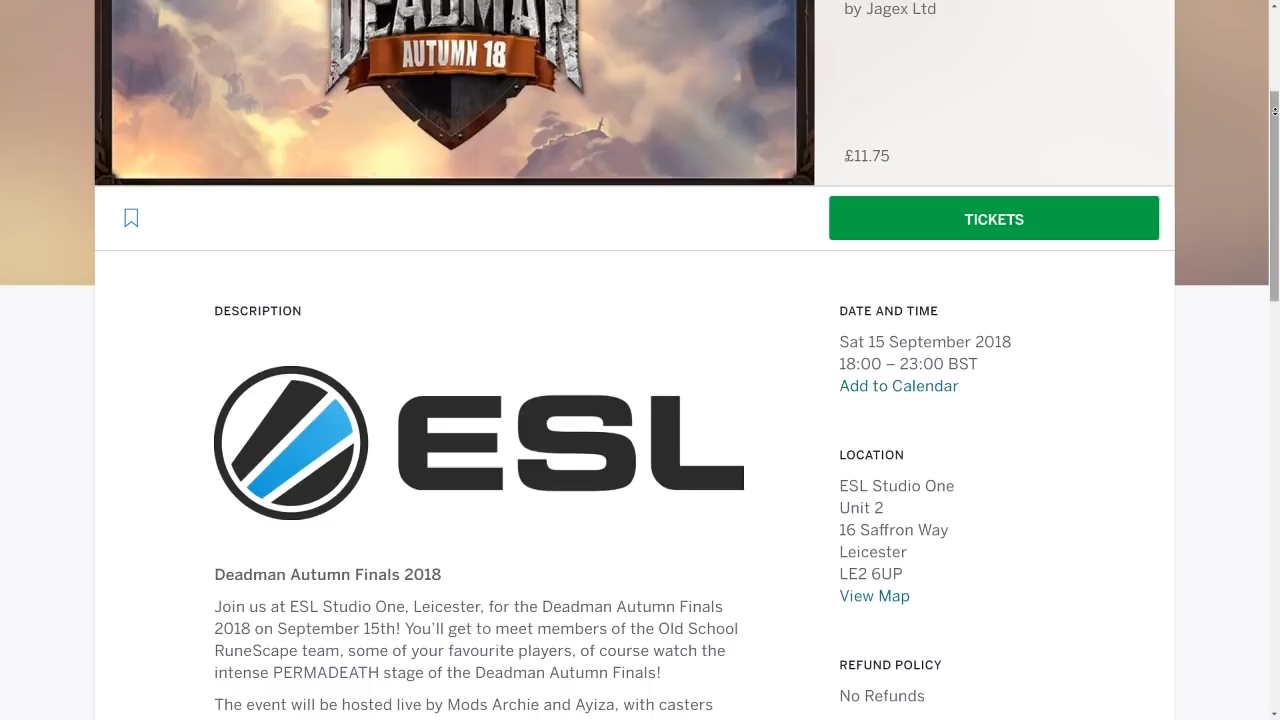 DEADMAN
AUTUMN 18
by Jagex Ltd
£11.75
TICKETS
DESCRIPTION
ESL
Deadman Autumn Finals 2018
Join us at ESL Studio One, Leicester, for the Deadman Autumn Finals
2018 on September 15th! You'll get to meet members of the Old School
RuneScape team, some of your favourite players, of course watch the
intense PERMADEATH stage of the Deadman Autumn Finals!
The event will be hosted live by Mods Archie and Ayiza, with casters
DATE AND TIME
Sat 15 September 2018
18:00 – 23:00 BST
Add to Calendar
LOCATION
ESL Studio One
Unit 2
16 Saffron Way
Leicester
LE2 6UP
View Map
REFUND POLICY
No Refunds